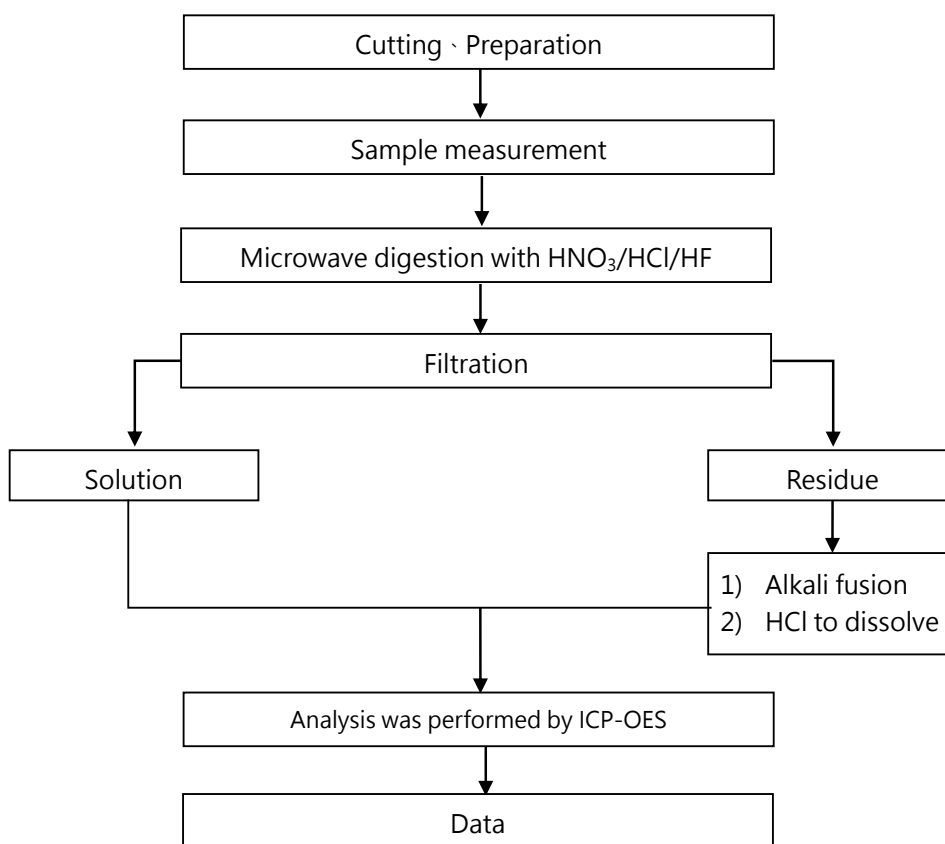 Cutting、Preparation
Sample measurement
Microwave digestion with HNO₃/HCl/HF
Filtration
Solution
Residue
1) Alkali fusion
2) HCl to dissolve
Analysis was performed by ICP-OES
Data